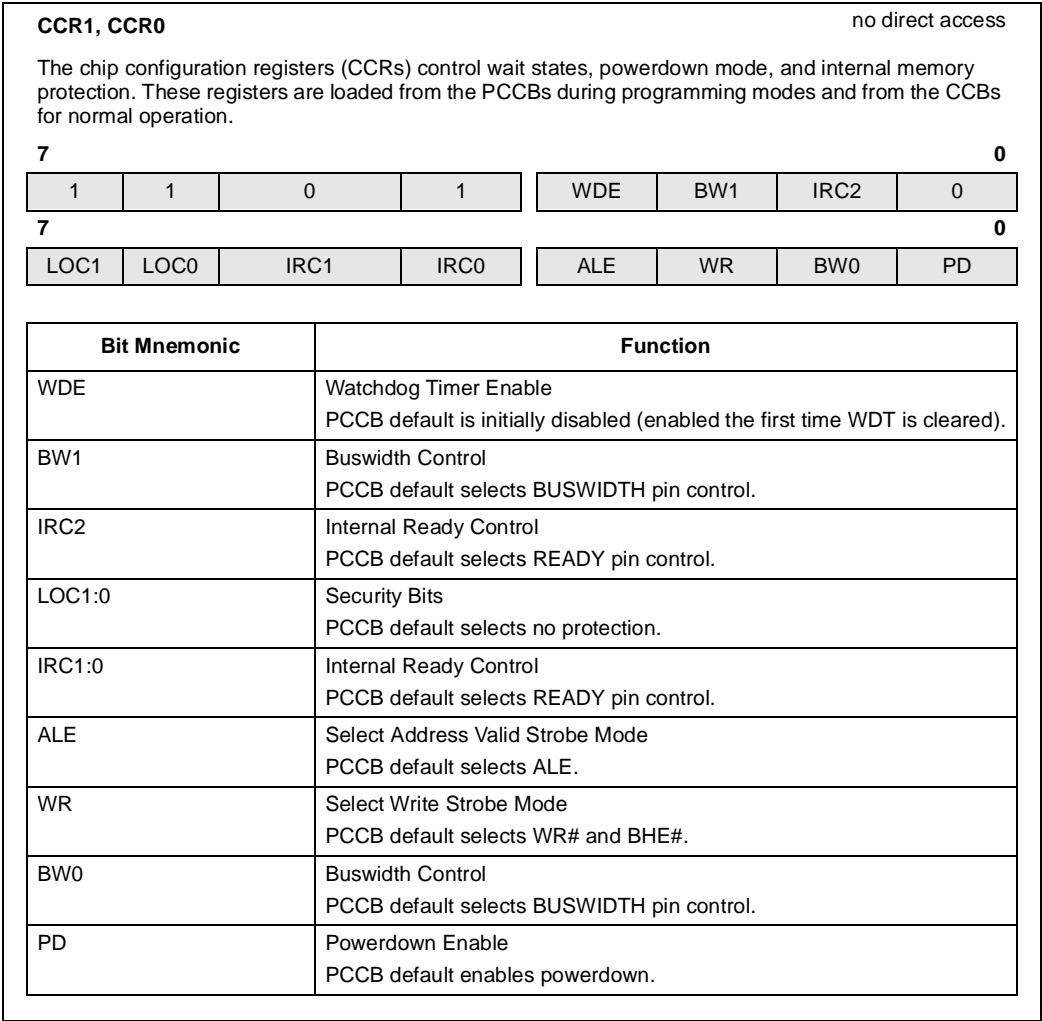 CCR1, CCR0 no direct access
The chip configuration registers (CCRs) control wait states, powerdown mode, and internal memory
protection. These registers are loaded from the PCCBs during programming modes and from the CCBs
for normal operation.
7 0
1 1 0 1 WDE BW1 IRC2 0
7 0
LOC1 LOC0 IRC1 IRC0 ALE WR BW0 PD
Bit Mnemonic Function
WDE Watchdog Timer Enable
PCCB default is initially disabled (enabled the first time WDT is cleared).
BW1 Buswidth Control
PCCB default selects BUSWIDTH pin control.
IRC2 Internal Ready Control
PCCB default selects READY pin control.
LOC1:0 Security Bits
PCCB default selects no protection.
IRC1:0 Internal Ready Control
PCCB default selects READY pin control.
ALE Select Address Valid Strobe Mode
PCCB default selects ALE.
WR Select Write Strobe Mode
PCCB default selects WR# and BHE#.
BW0 Buswidth Control
PCCB default selects BUSWIDTH pin control.
PD Powerdown Enable
PCCB default enables powerdown.